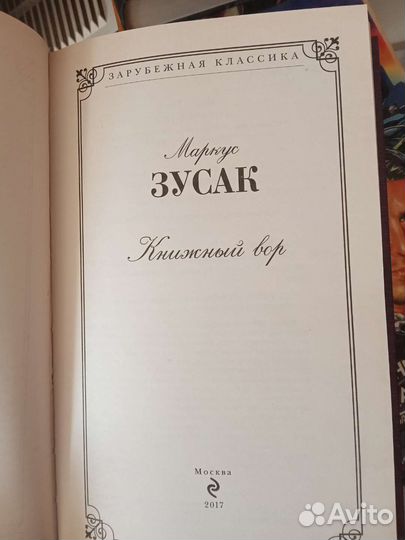 ЗАРУБЕЖНАЯ КЛАССИКА
Маркус
ЗУСАК
Книжный вор
Москва
2017
Avito